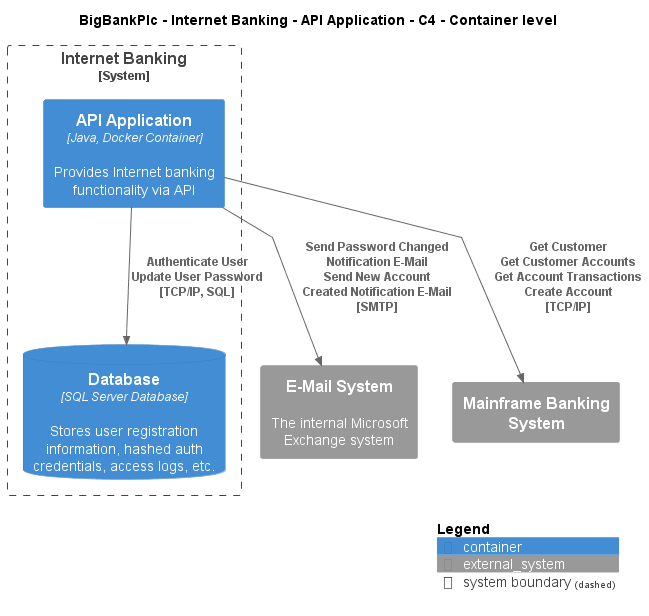 BigBankPlc - Internet Banking - API Application - C4 - Container level
Internet Banking
[System]
API Application
[Java, Docker Container]
Provides Internet banking
functionality via API
Authenticate User
Update User Password
[TCP/IP, SQL]
Send Password Changed
Notification E-Mail
Send New Account
Created Notification E-Mail
[SMTP]
Get Customer
Get Customer Accounts
Get Account Transactions
Create Account
[TCP/IP]
Database
[SQL Server Database]
Stores user registration
information, hashed auth
credentials, access logs, etc.
E-Mail System
The internal Microsoft
Exchange system
Mainframe Banking
System
Legend
container
external_system
system boundary (dashed)